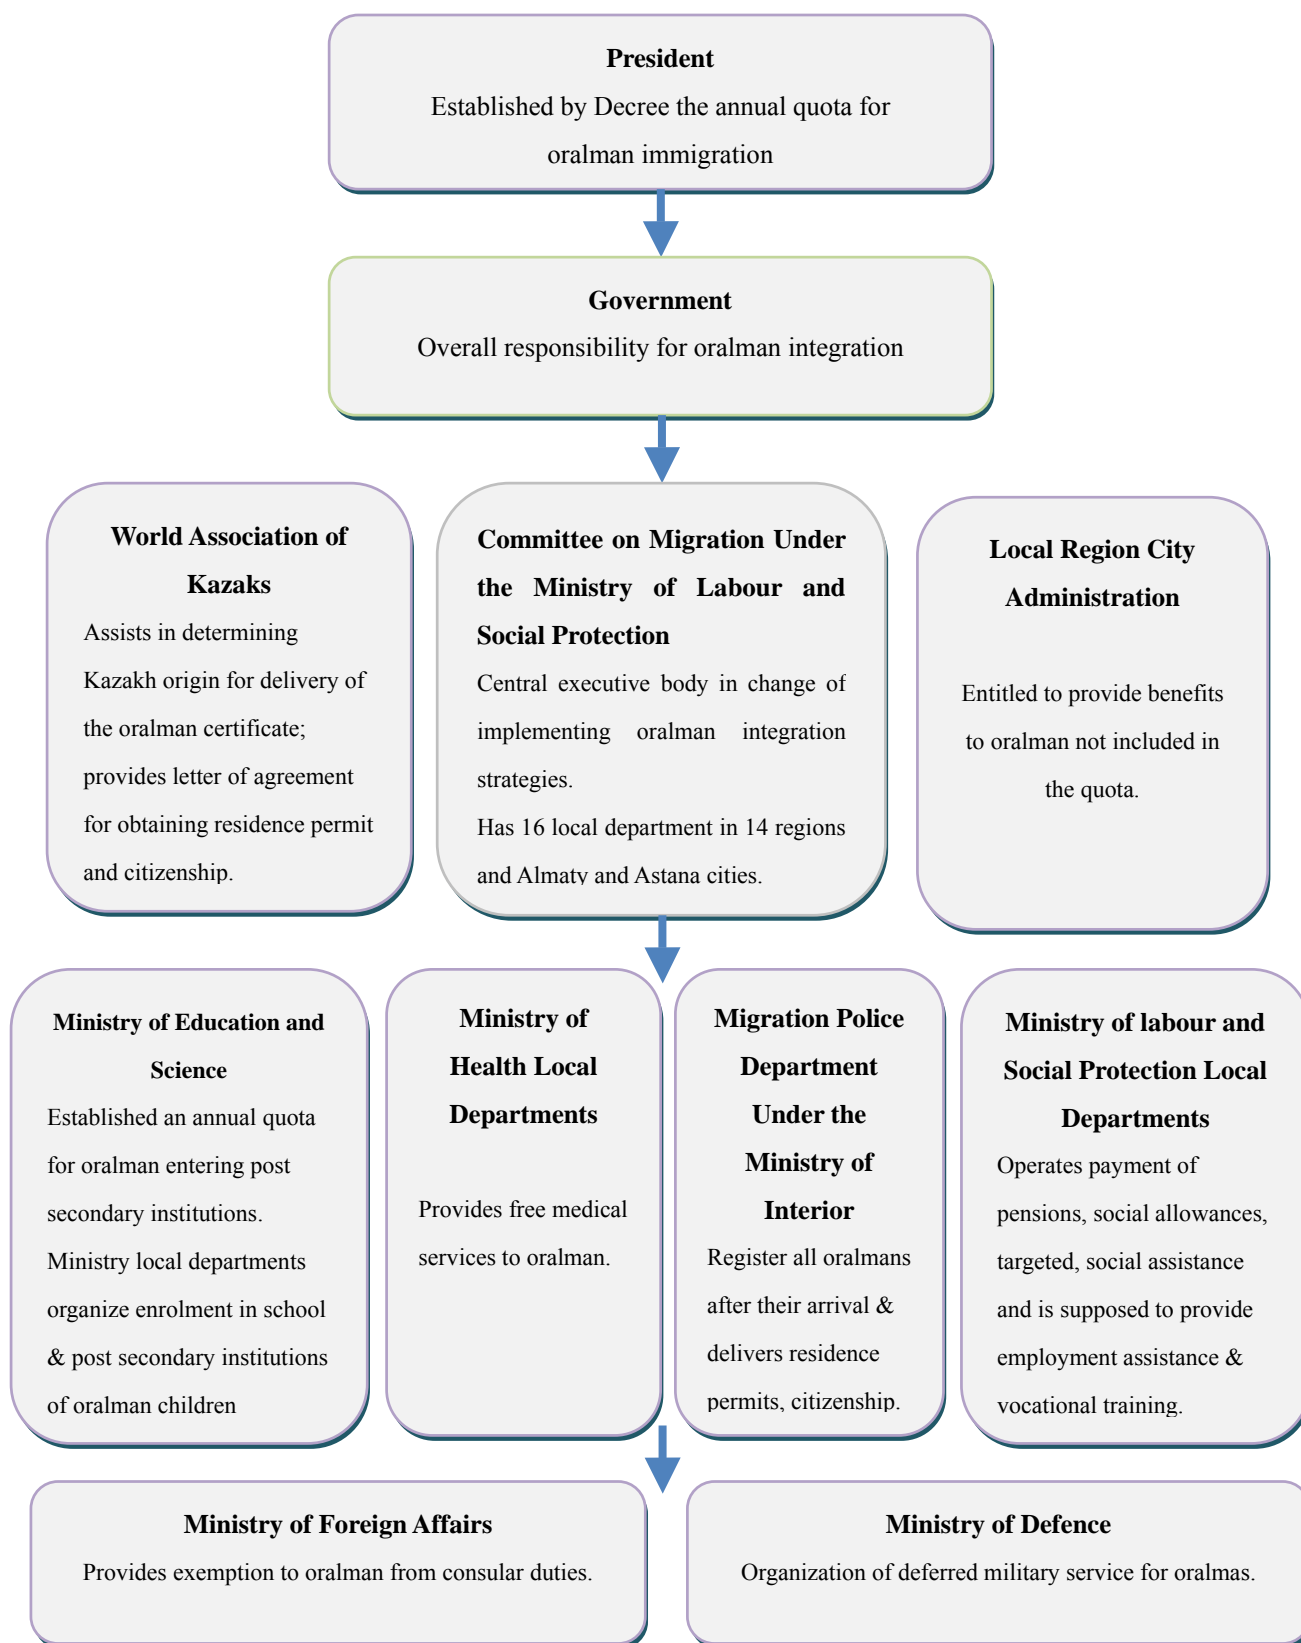 President
Established by Decree the annual quota for
oralman immigration
Government
Overall responsibility for oralman integration
World Association of
Kazaks
Assists in determining
Kazakh origin for delivery of
the oralman certificate;
provides letter of agreement
for obtaining residence permit
and citizenship.
Committee on Migration Under
the Ministry of Labour and
Social Protection
Central executive body in change of
implementing oralman integration
strategies.
Has 16 local department in 14 regions
and Almaty and Astana cities.
Local Region City
Administration
Entitled to provide benefits
to oralman not included in
the quota.
Ministry of Education and
Science
Established an annual quota
for oralman entering post
secondary institutions.
Ministry local departments
organize enrolment in school
& post secondary institutions
of oralman children
Ministry of
Health Local
Departments
Provides free medical
services to oralman.
Migration Police
Department
Under the
Ministry of
Interior
Register all oralmans
after their arrival &
delivers residence
permits, citizenship.
Ministry of labour and
Social Protection Local
Departments
Operates payment of
pensions, social allowances,
targeted, social assistance
and is supposed to provide
employment assistance &
vocational training.
Ministry of Foreign Affairs
Provides exemption to oralman from consular duties.
Ministry of Defence
Organization of deferred military service for oralmas.